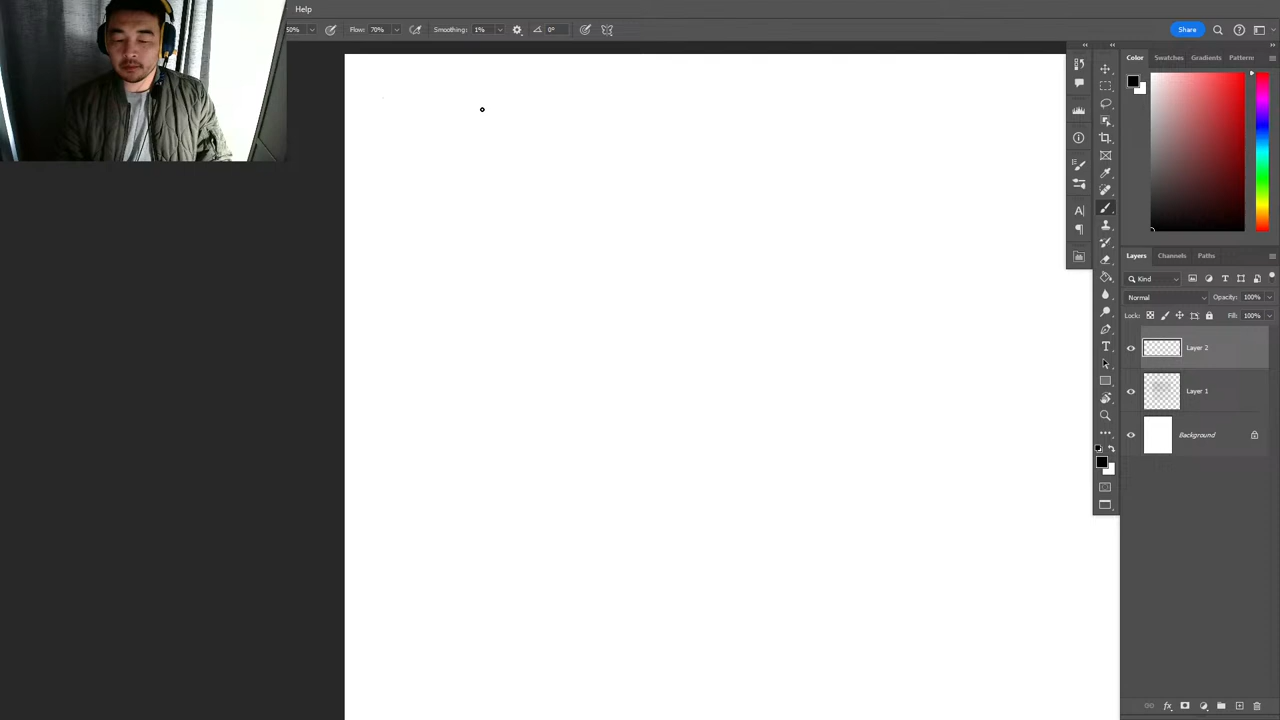 Help
50% Flow: 70% Smoothing: 1% 0° Share
Color Swatches Gradients Pattern
Layers Channels Paths
Kind
Normal Opacity: 100%
Lock: Fill: 100%
Layer 2
Layer 1
Background